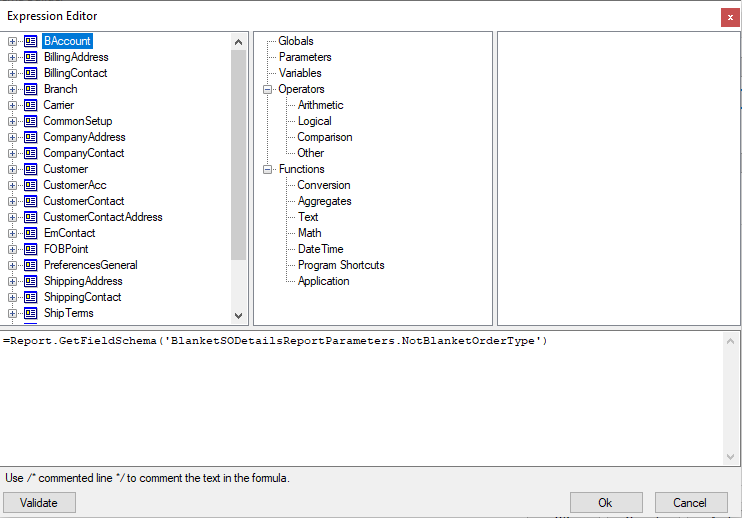 Expression Editor
x
BAccount
BillingAddress
BillingContact
Branch
Carrier
CommonSetup
CompanyAddress
CompanyContact
Customer
CustomerAcc
CustomerContact
CustomerContactAddress
EmContact
FOBPoint
PreferencesGeneral
ShippingAddress
ShippingContact
ShipTerms
Globals
Parameters
Variables
Operators
Arithmetic
Logical
Comparison
Other
Functions
Conversion
Aggregates
Text
Math
DateTime
Program Shortcuts
Application
=Report.GetFieldSchema('BlanketSODetailsReportParameters.NotBlanketOrderType')
Use /* commented line */ to comment the text in the formula.
Validate
Ok
Cancel